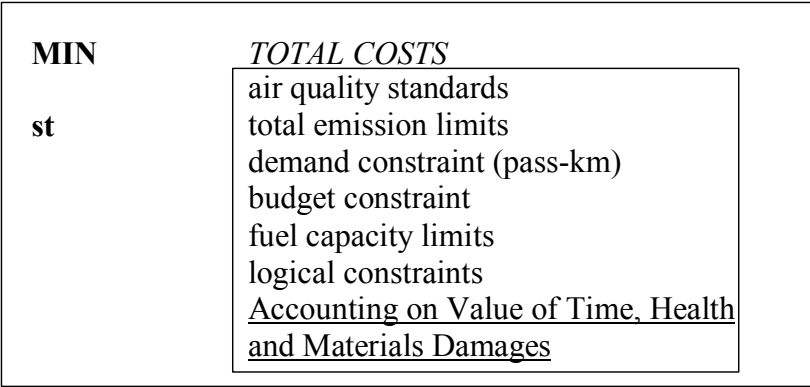 MIN TOTAL COSTS
air quality standards
st total emission limits
demand constraint (pass-km)
budget constraint
fuel capacity limits
logical constraints
Accounting on Value of Time, Health
and Materials Damages